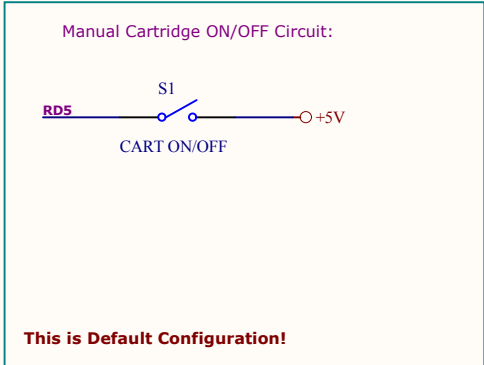 Manual Cartridge ON/OFF Circuit:
S1
RD5
+5V
CART ON/OFF
This is Default Configuration!